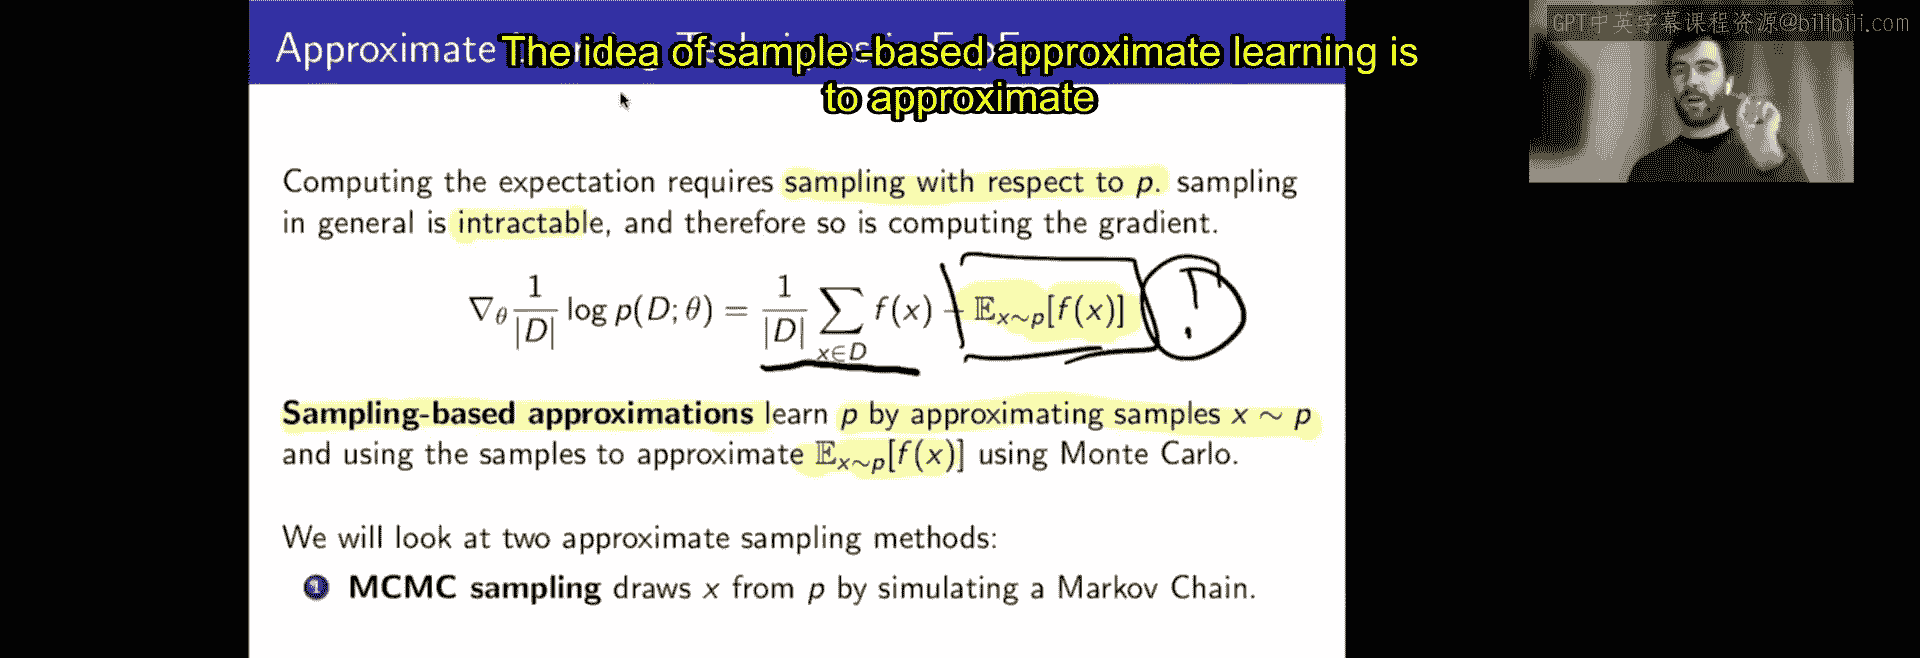 Approximate
The idea of sample-based approximate learning is
to approximate
GPT中英字幕课程资源@bilibili.com
Computing the expectation requires sampling with respect to p. sampling
in general is intractable, and therefore so is computing the gradient.
∇θ 1/|D| log p(D; θ) = 1/|D| ∑x∈D f(x) − 𝔼x∼p[f(x)] !
Sampling-based approximations learn p by approximating samples x ∼ p
and using the samples to approximate 𝔼x∼p[f(x)] using Monte Carlo.
We will look at two approximate sampling methods:
1 MCMC sampling draws x from p by simulating a Markov Chain.